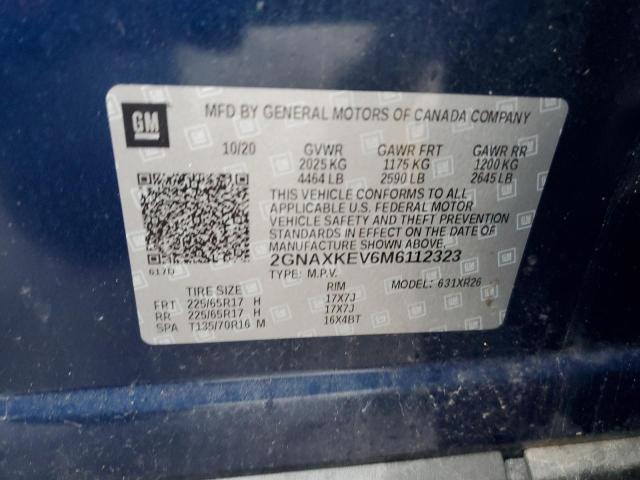 GM MFD BY GENERAL MOTORS OF CANADA COMPANY
10/20 GVWR GAWR FRT GAWR RR
2025 KG 1175 KG 1200 KG
4464 LB 2590 LB 2645 LB
THIS VEHICLE CONFORMS TO ALL
APPLICABLE U.S. FEDERAL MOTOR
VEHICLE SAFETY AND THEFT PREVENTION
STANDARDS IN EFFECT ON THE DATE OF
MANUFACTURE SHOWN ABOVE.
2GNAXKEV6M6112323
617D TYPE: M.P.V. MODEL: 631XR26
TIRE SIZE RIM
FRT 225/65R17 H 17X7J
RR 225/65R17 H 17X7J
SPA T135/70R16 M 16X4BT